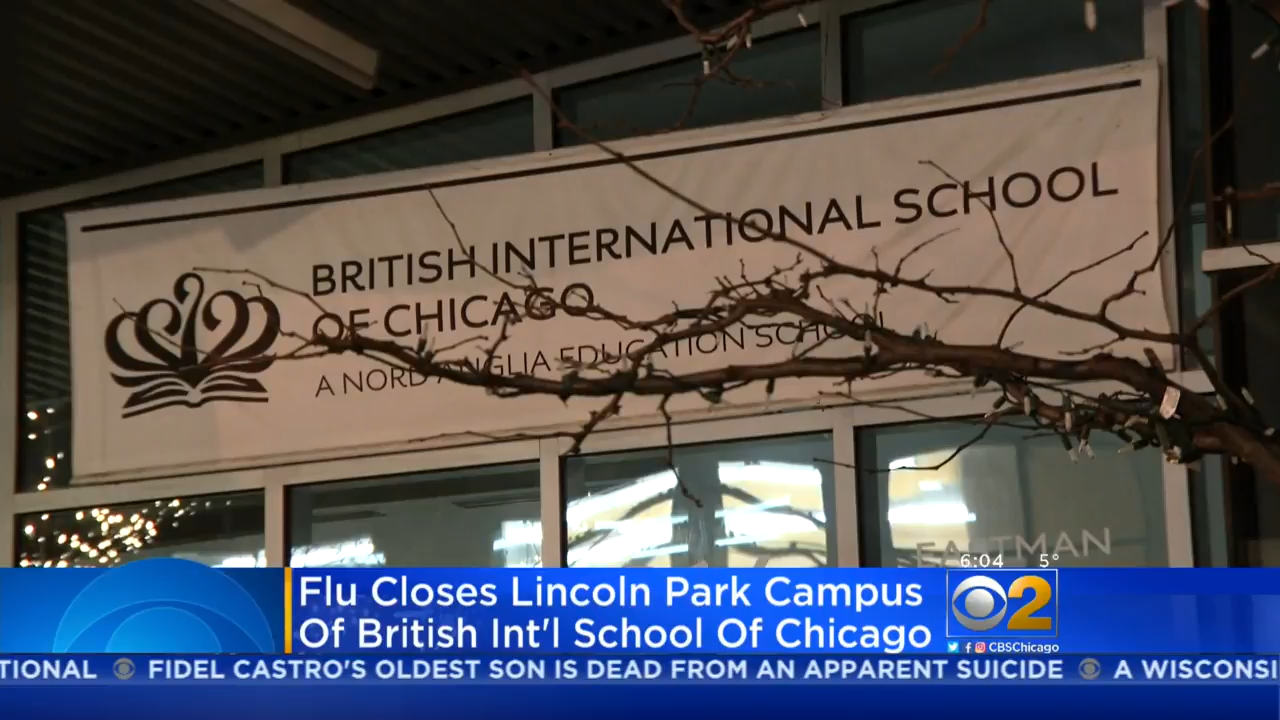 BRITISH INTERNATIONAL SCHOOL
OF CHICAGO
A NORD ANGLIA EDUCATION SCHOOL
EASTMAN
6:04 5°
2
Flu Closes Lincoln Park Campus
Of British Int'l School Of Chicago
CBSChicago
TIONAL FIDEL CASTRO'S OLDEST SON IS DEAD FROM AN APPARENT SUICIDE A WISCONSI